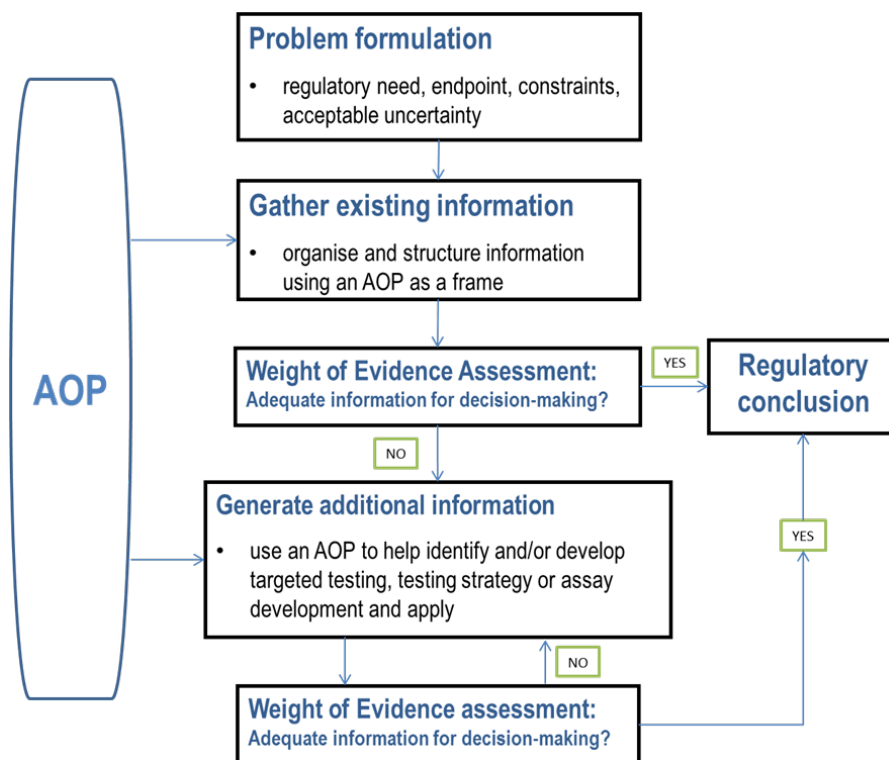 Problem formulation
• regulatory need, endpoint, constraints,
acceptable uncertainty
Gather existing information
• organise and structure information
using an AOP as a frame
AOP
Weight of Evidence Assessment:
Adequate information for decision-making?
YES
Regulatory
conclusion
NO
Generate additional information
• use an AOP to help identify and/or develop
targeted testing, testing strategy or assay
development and apply
YES
NO
Weight of Evidence assessment:
Adequate information for decision-making?